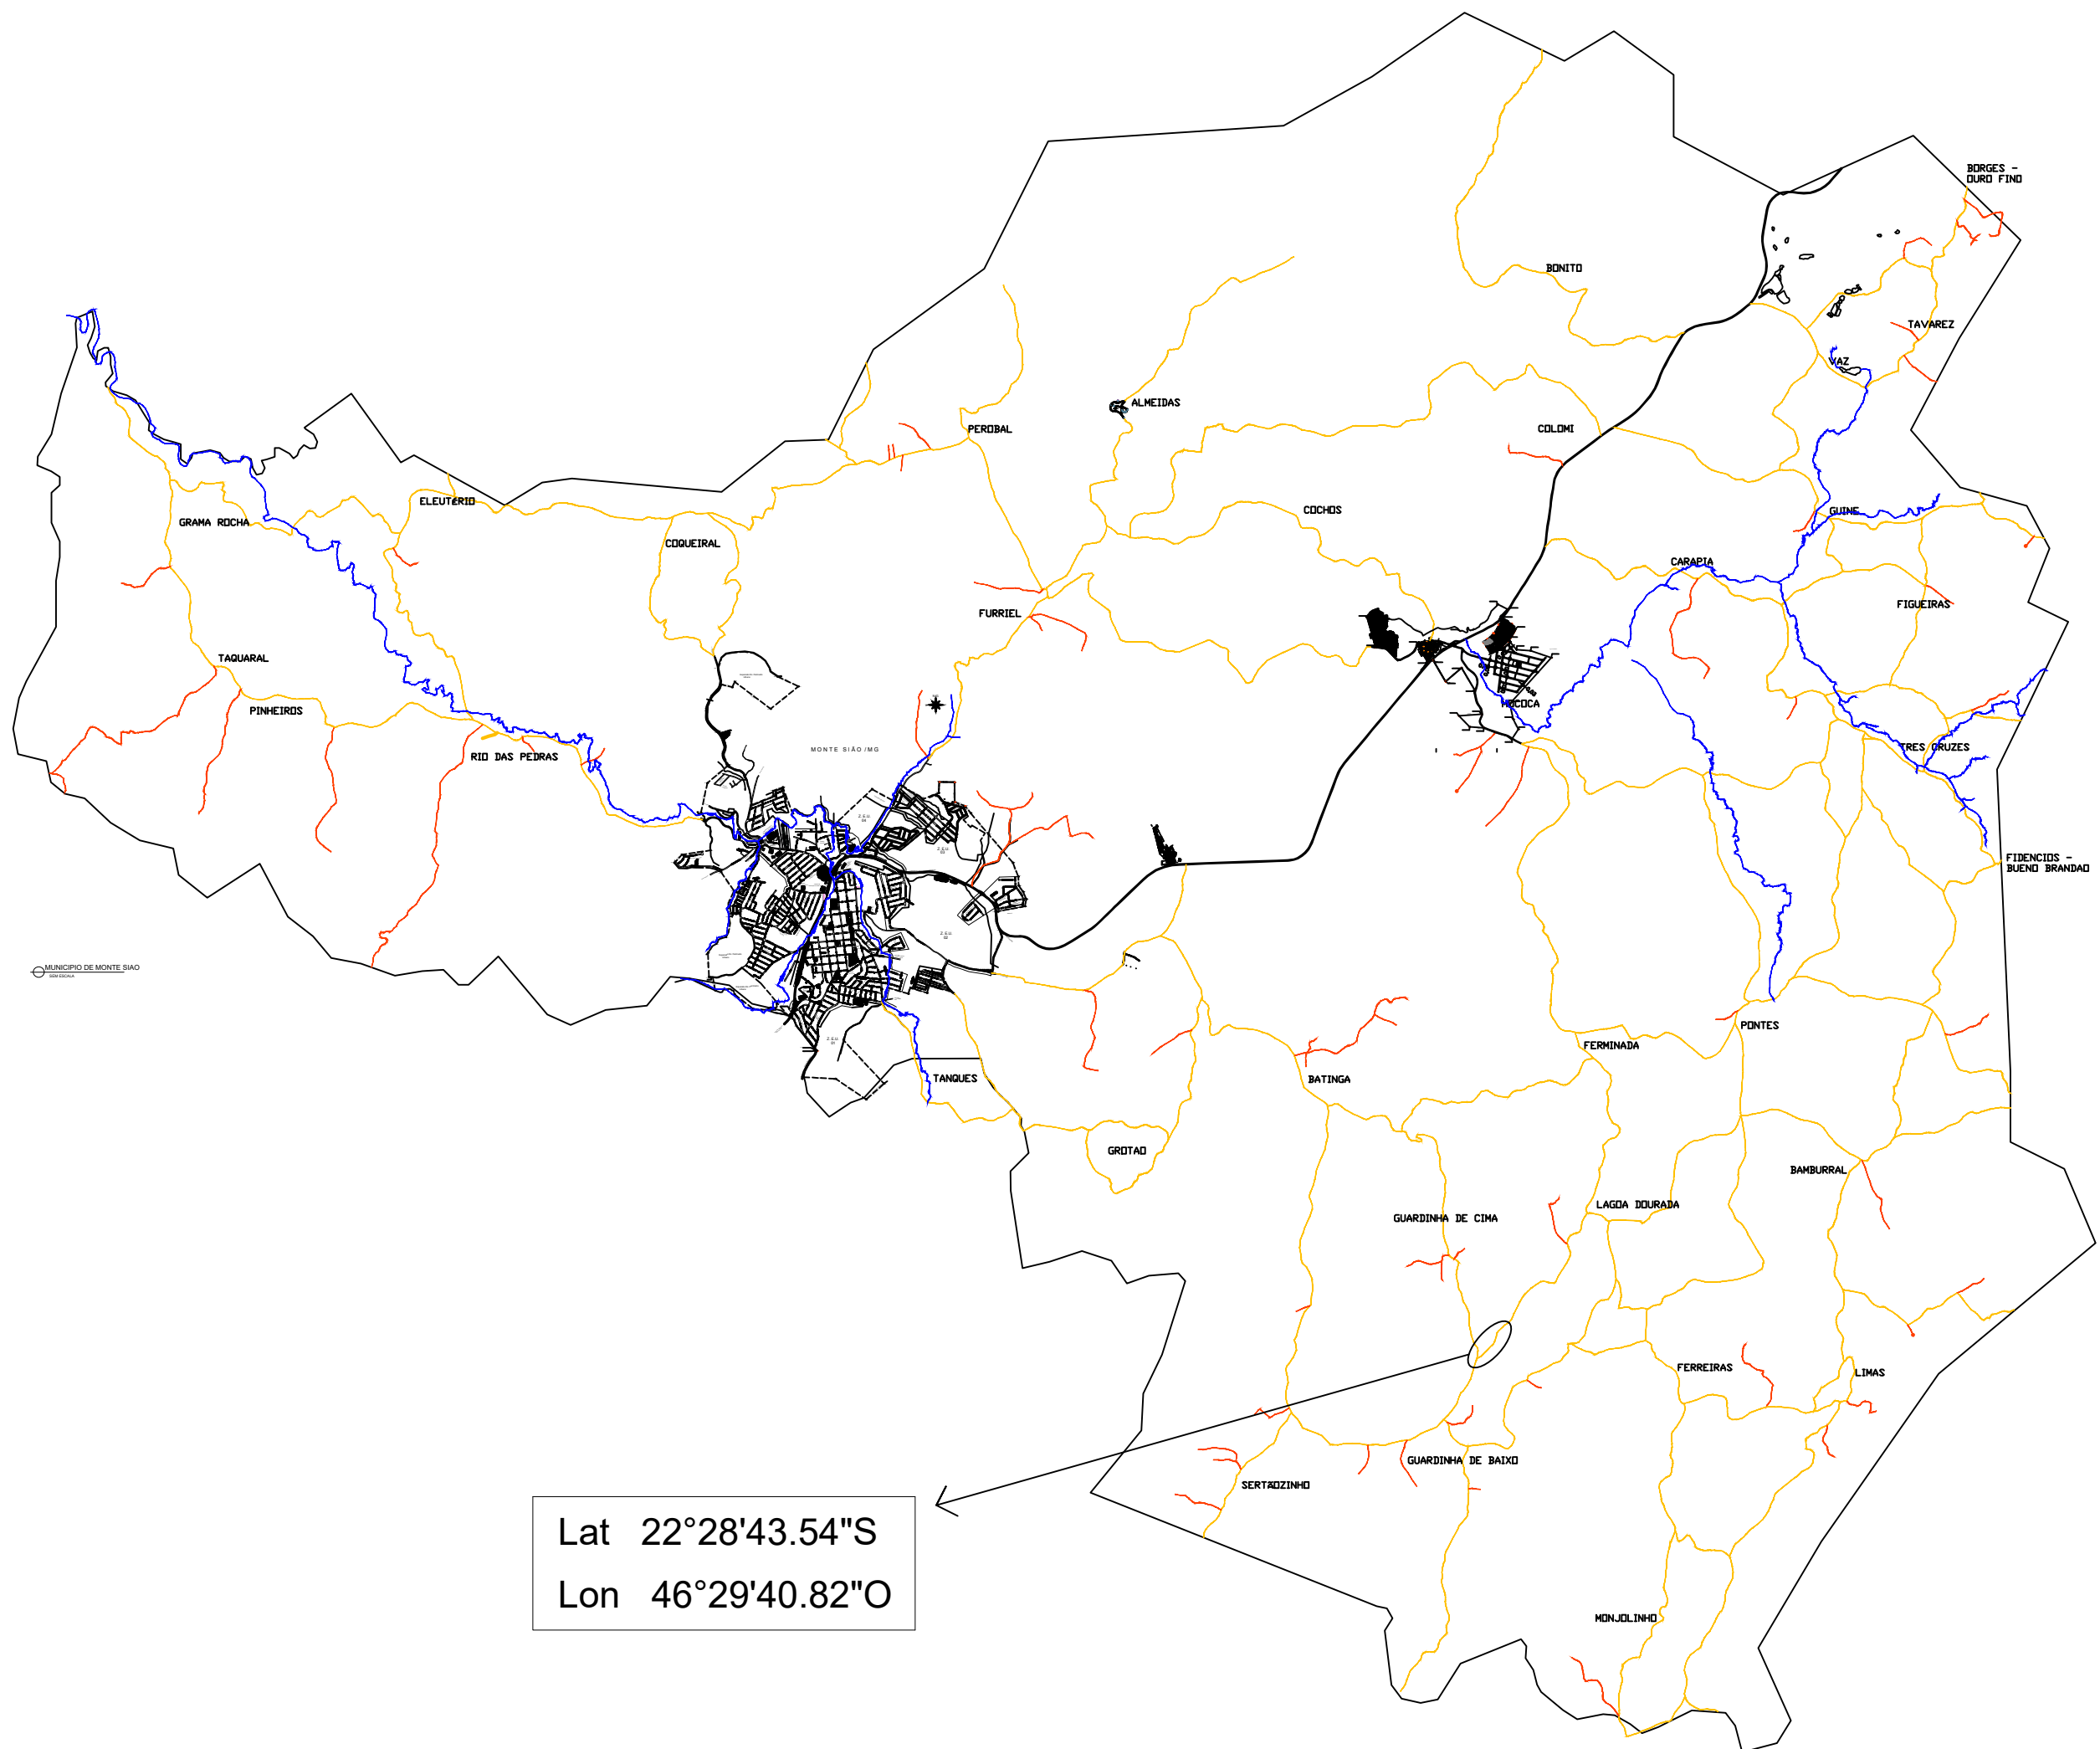 BORGES -
OURO FINO
BONITO
TAVAREZ
VAZ
ALMEIDAS
PEROBAL
COLOMI
ELEUTERIO
COCHOS
GUINE
GRAMA ROCHA
COQUEIRAL
CARAPIA
FIGUEIRAS
FURRIEL
TAQUARAL
PINHEIROS
MOCOCA
MONTE SIÃO /MG
TRES CRUZES
RIO DAS PEDRAS
Z.E.U
Z.E.U
FIDENCIOS -
BUENO BRANDAO
Z.E.U
MUNICIPIO DE MONTE SIAO
SEM ESCALA
PONTES
Z.E.U
FERMINADA
TANQUES
BATINGA
GROTAO
BAMBURRAL
LAGOA DOURADA
GUARDINHA DE CIMA
FERREIRAS
LIMAS
GUARDINHA DE BAIXO
SERTÃOZINHO
Lat 22°28'43.54"S
Lon 46°29'40.82"O
MONJOLINHO